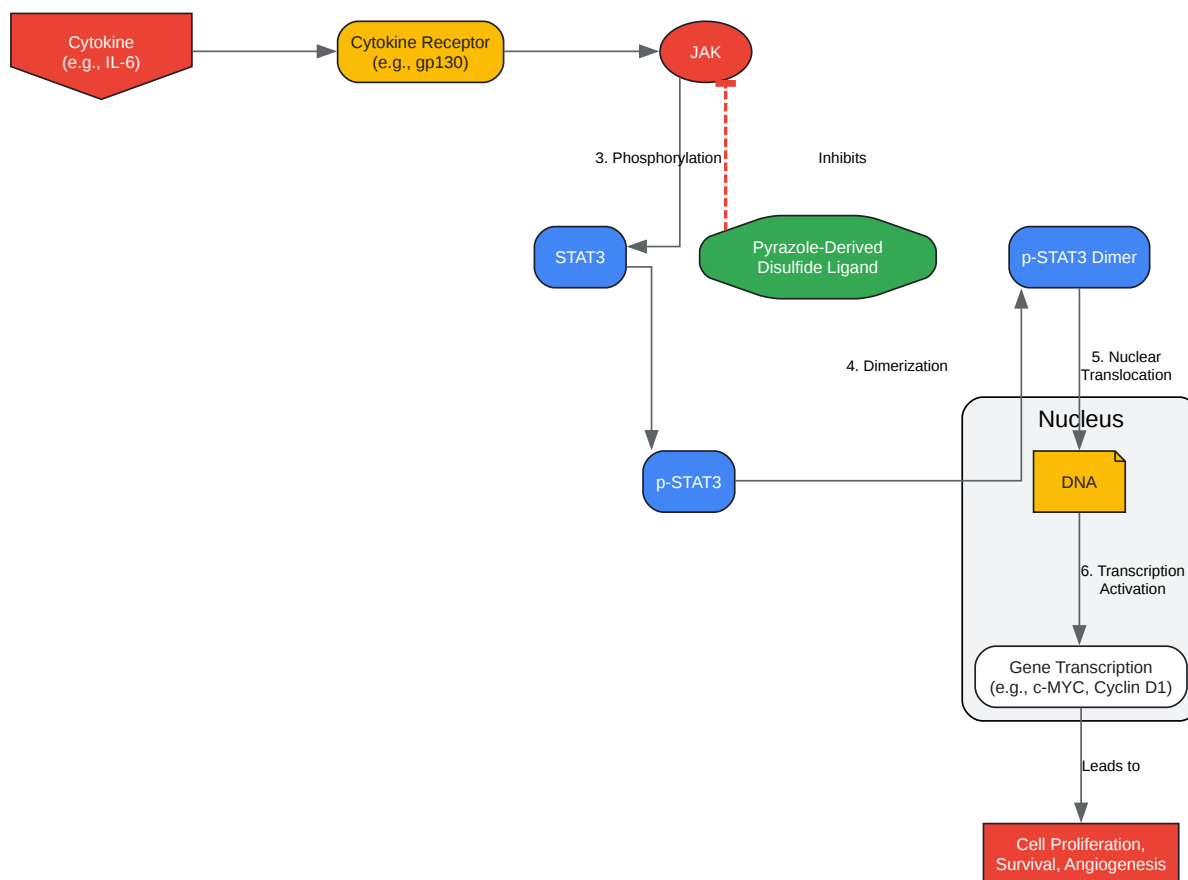 Cytokine
(e.g., IL-6)
Cytokine Receptor
(e.g., gp130)
JAK
3. Phosphorylation
Inhibits
STAT3
Pyrazole-Derived
Disulfide Ligand
p-STAT3 Dimer
4. Dimerization
5. Nuclear
Translocation
Nucleus
p-STAT3
DNA
6. Transcription
Activation
Gene Transcription
(e.g., c-MYC, Cyclin D1)
Leads to
Cell Proliferation,
Survival, Angiogenesis